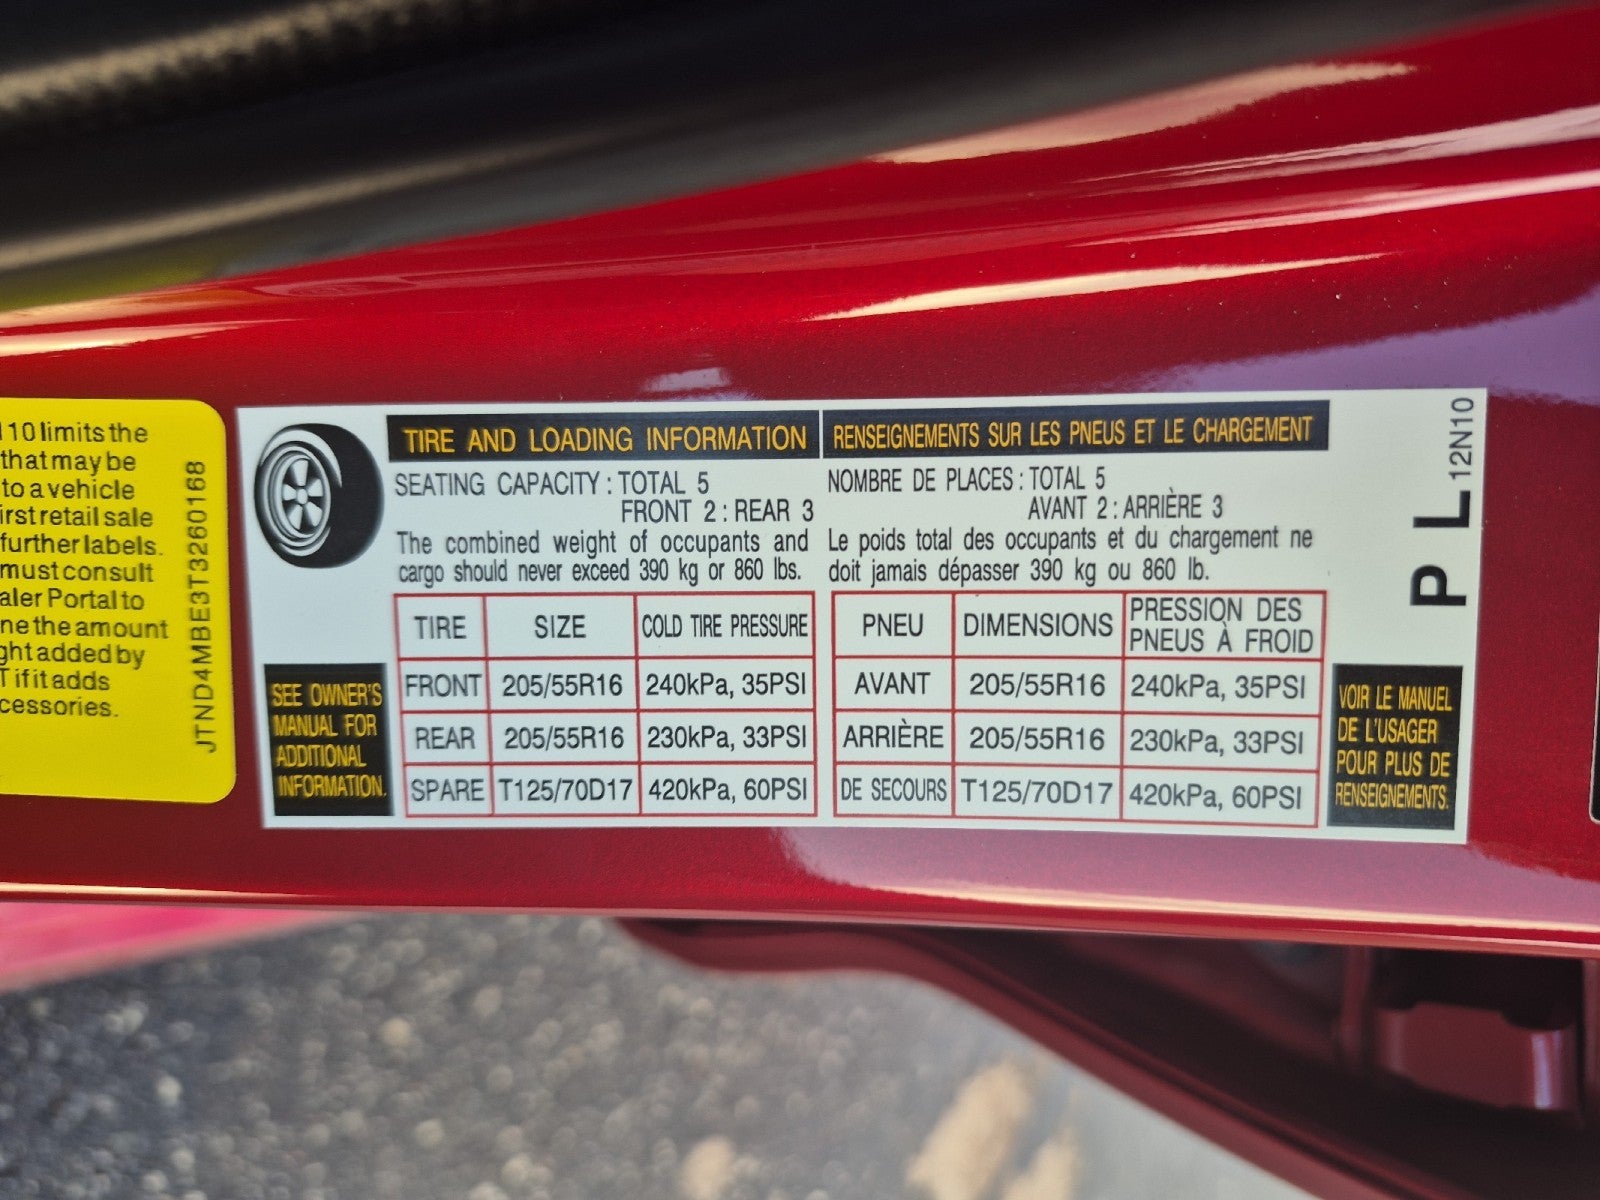 10 limits the
that may be
to a vehicle
irst retail sale
further labels.
must consult
aler Portal to
ne the amount
ght added by
T if it adds
cessories.
JTND4MBE3T3260168
TIRE AND LOADING INFORMATION
SEATING CAPACITY : TOTAL 5
FRONT 2 : REAR 3
The combined weight of occupants and
cargo should never exceed 390 kg or 860 lbs.
TIRE SIZE COLD TIRE PRESSURE
FRONT 205/55R16 240kPa, 35PSI
REAR 205/55R16 230kPa, 33PSI
SPARE T125/70D17 420kPa, 60PSI
SEE OWNER'S
MANUAL FOR
ADDITIONAL
INFORMATION.
RENSEIGNEMENTS SUR LES PNEUS ET LE CHARGEMENT
NOMBRE DE PLACES : TOTAL 5
AVANT 2 : ARRIÈRE 3
Le poids total des occupants et du chargement ne
doit jamais dépasser 390 kg ou 860 lb.
PNEU DIMENSIONS PRESSION DES
PNEUS À FROID
AVANT 205/55R16 240kPa, 35PSI
ARRIÈRE 205/55R16 230kPa, 33PSI
DE SECOURS T125/70D17 420kPa, 60PSI
VOIR LE MANUEL
DE L'USAGER
POUR PLUS DE
RENSEIGNEMENTS.
P L 12N10